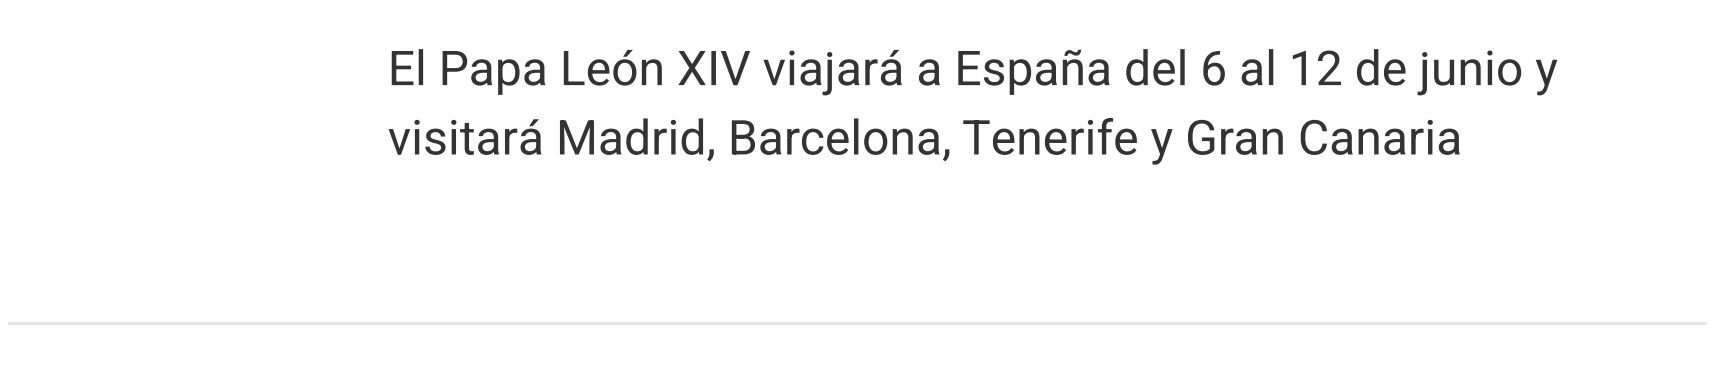 El Papa León XIV viajará a España del 6 al 12 de junio y
visitará Madrid, Barcelona, Tenerife y Gran Canaria